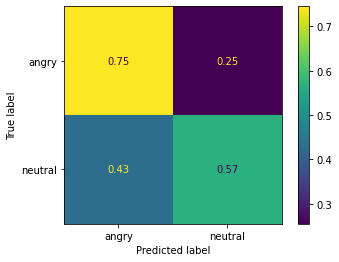 True label
angry
neutral
0.75 0.25
0.43 0.57
angry neutral
Predicted label
0.7
0.6
0.5
0.4
0.3